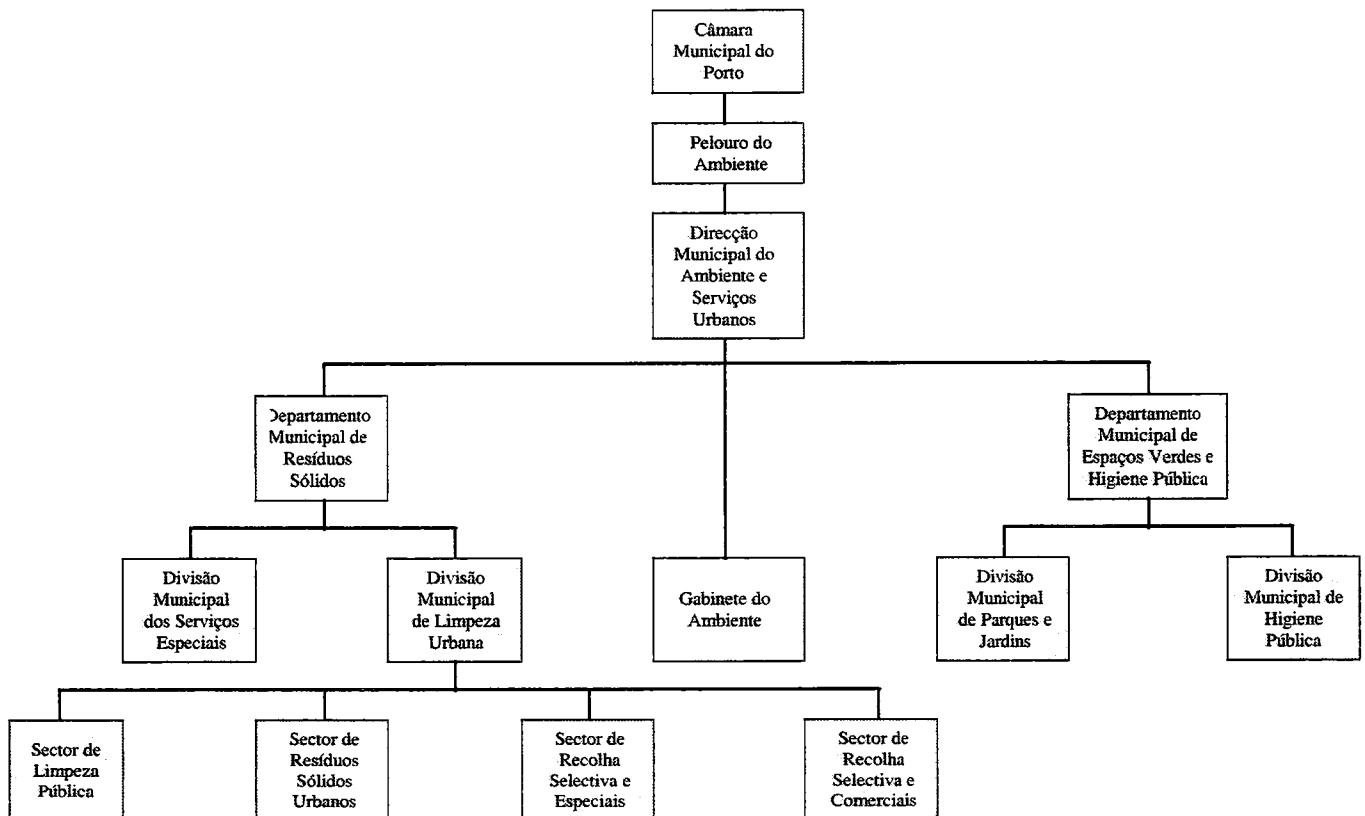 Câmara
Municipal do
Porto
Pelouro do
Ambiente
Direcção
Municipal do
Ambiente e
Serviços
Urbanos
Departamento
Municipal de
Resíduos
Sólidos
Departamento
Municipal de
Espaços Verdes e
Higiene Pública
Divisão
Municipal
dos Serviços
Especiais
Divisão
Municipal
de Limpeza
Urbana
Gabinete do
Ambiente
Divisão
Municipal
de Parques e
Jardins
Divisão
Municipal de
Higiene
Pública
Sector de
Limpeza
Pública
Sector de
Resíduos
Sólidos
Urbanos
Sector de
Recolha
Selectiva e
Especiais
Sector de
Recolha
Selectiva e
Comerciais